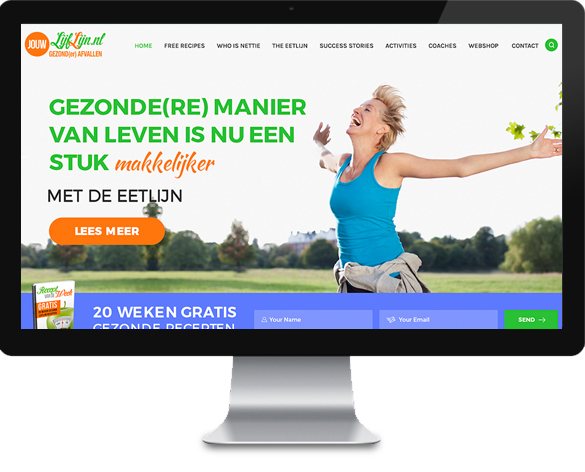 JOUW LijfLijn.nl
GEZOND(er) AFVALLEN
HOME FREE RECIPES WHO IS NETTIE THE EETLIJN SUCCESS STORIES ACTIVITIES COACHES WEBSHOP CONTACT
GEZONDE(RE) MANIER
VAN LEVEN IS NU EEN
STUK makkelijker
MET DE EETLIJN
LEES MEER
Recept
VAN DE Week
GRATIS
20 WEKEN GRATIS
GEZONDE RECEPTEN
Your Name
Your Email
SEND